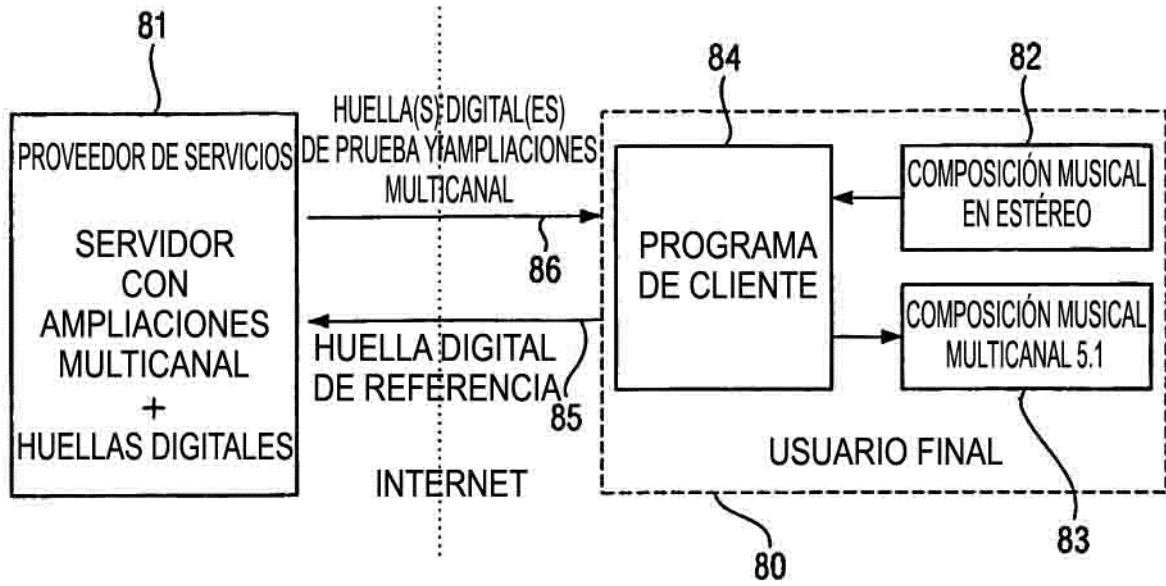 81
PROVEEDOR DE SERVICIOS
SERVIDOR
CON
AMPLIACIONES
MULTICANAL
+
HUELLAS DIGITALES
HUELLA(S) DIGITAL(ES)
DE PRUEBA Y AMPLIACIONES
MULTICANAL
86
HUELLA DIGITAL
DE REFERENCIA
85
INTERNET
84
PROGRAMA
DE CLIENTE
82
COMPOSICIÓN MUSICAL
EN ESTÉREO
COMPOSICIÓN MUSICAL
MULTICANAL 5.1
83
USUARIO FINAL
80